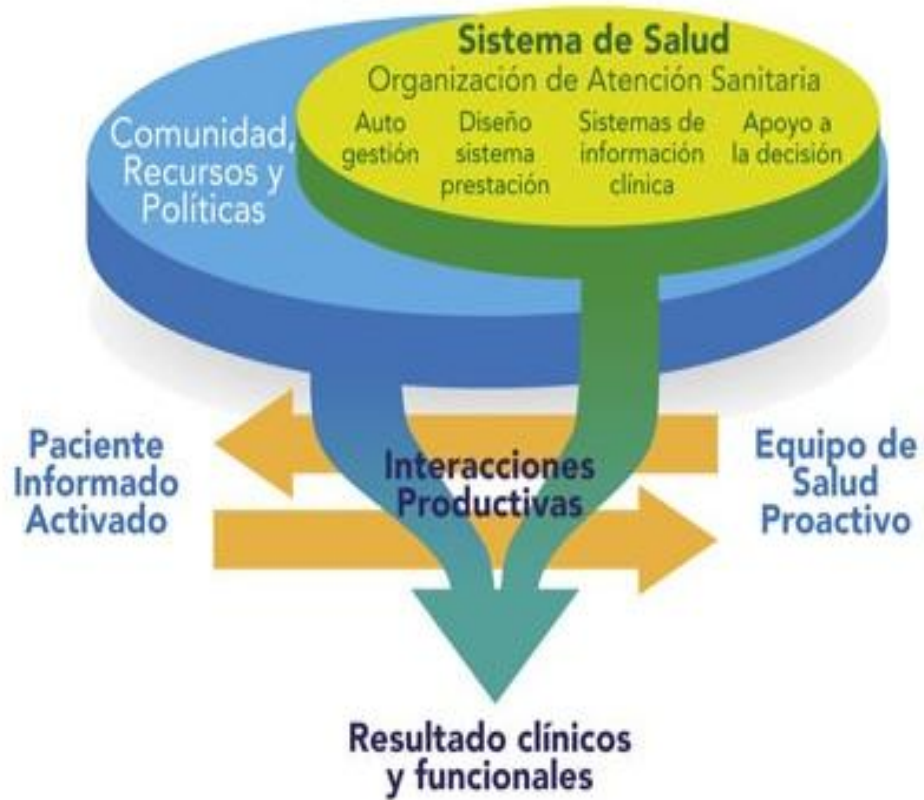 Sistema de Salud
Organización de Atención Sanitaria
Auto
gestión
Diseño
sistema
prestación
Sistemas de
información
clínica
Apoyo a
la decisión
Comunidad,
Recursos y
Políticas
Paciente
Informado
Activado
Interacciones
Productivas
Equipo de
Salud
Proactivo
Resultado clínicos
y funcionales